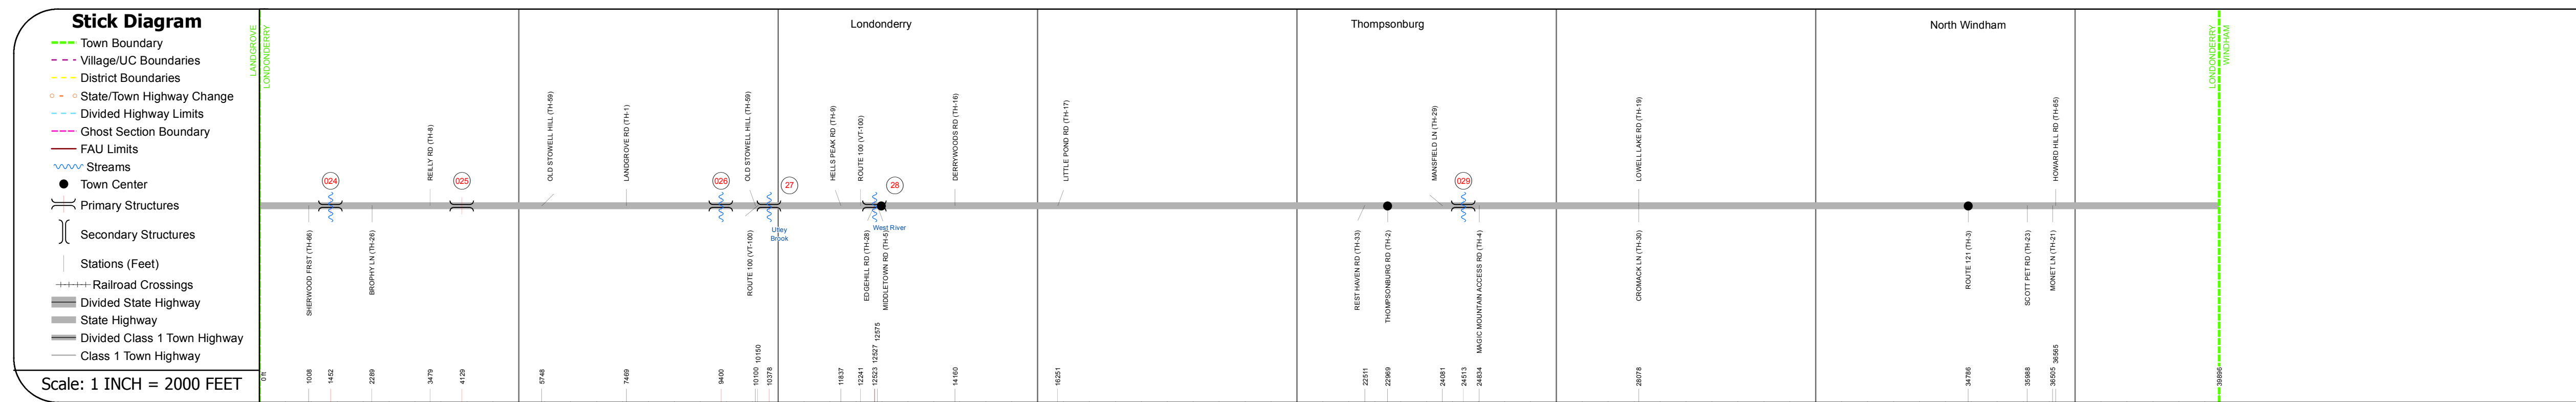 Stick Diagram
Town Boundary
Village/UC Boundaries
District Boundaries
State/Town Highway Change
Divided Highway Limits
Ghost Section Boundary
FAU Limits
Streams
Town Center
Primary Structures
Secondary Structures
Stations (Feet)
Railroad Crossings
Divided State Highway
State Highway
Divided Class 1 Town Highway
Class 1 Town Highway
Scale: 1 INCH = 2000 FEET
LANDGROVE
LONDONDERRY
Londonderry
Thompsonburg
North Windham
LONDONDERRY
WINDHAM
REILLY RD (TH-8)
OLD STOWELL HILL (TH-59)
LANDGROVE RD (TH-1)
OLD STOWELL HILL (TH-59)
HELLS PEAK RD (TH-9)
ROUTE 100 (VT-100)
DERRYWOODS RD (TH-16)
LITTLE POND RD (TH-17)
MANSFIELD LN (TH-29)
LOWELL LAKE RD (TH-19)
HOWARD HILL RD (TH-65)
024
025
026
27
28
029
Utley
Brook
West River
SHERWOOD FRST (TH-66)
BROPHY LN (TH-26)
ROUTE 100 (VT-100)
EDGEHILL RD (TH-28)
MIDDLETOWN RD (TH-5)
REST HAVEN RD (TH-33)
THOMPSONBURG RD (TH-2)
MAGIC MOUNTAIN ACCESS RD (TH-4)
CROMACK LN (TH-30)
ROUTE 121 (TH-3)
SCOTT PET RD (TH-23)
MONET LN (TH-21)
0 ft
1008
1452
2289
3479
4129
5748
7469
9400
10100
10150
10378
11837
12241
12523
12527
12575
14160
16251
22511
22969
24081
24513
24834
28078
34786
35988
36505
36565
39896